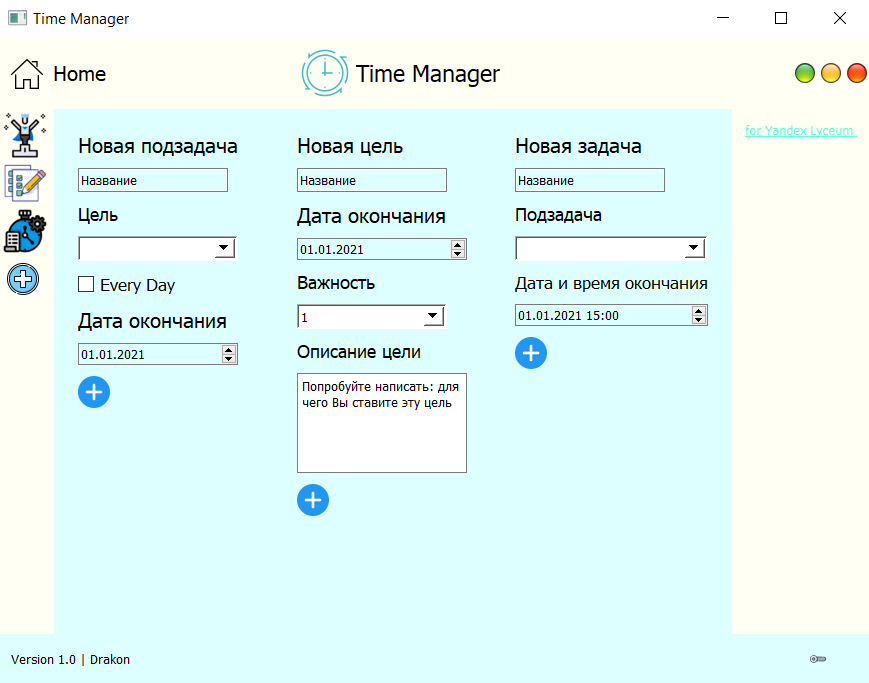 Time Manager
Home
Time Manager
for Yandex Lyceum
Новая подзадача
Название
Цель
Every Day
Дата окончания
01.01.2021
Новая цель
Название
Дата окончания
01.01.2021
Важность
1
Описание цели
Попробуйте написать: для
чего Вы ставите эту цель
Новая задача
Название
Подзадача
Дата и время окончания
01.01.2021 15:00
Version 1.0 | Drakon